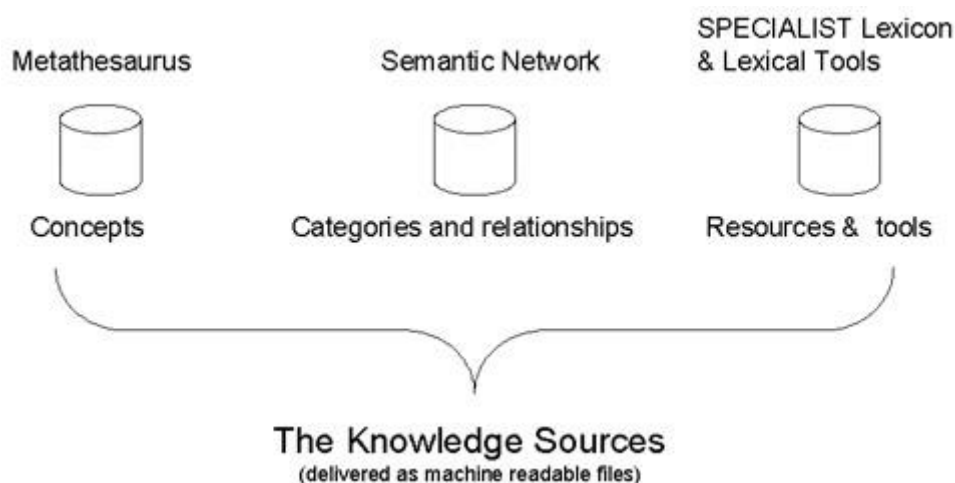 Metathesaurus
Semantic Network
SPECIALIST Lexicon
& Lexical Tools
Concepts
Categories and relationships
Resources & tools
The Knowledge Sources
(delivered as machine readable files)